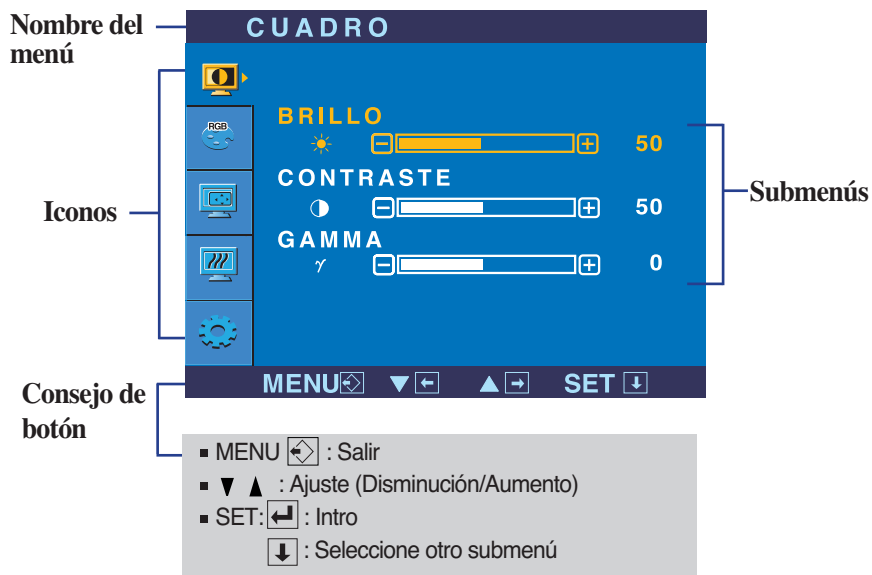 Nombre del
menú
CUADRO
RGB
BRILLO
50
CONTRASTE
50
GAMMA
γ
0
Iconos
Submenús
MENU ▼ ▲ SET
Consejo de
botón
▪ MENU : Salir
▪ ▼ ▲ : Ajuste (Disminución/Aumento)
▪ SET: : Intro
: Seleccione otro submenú